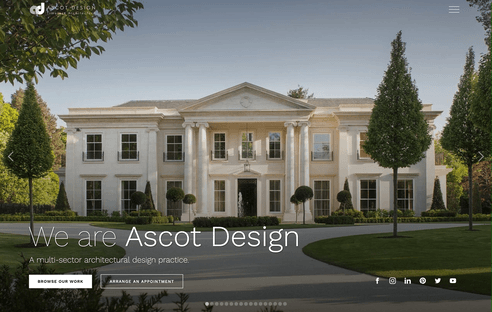 ASCOT DESIGN
We are Ascot Design
A multi-sector architectural design practice.
BROWSE OUR WORK
ARRANGE AN APPOINTMENT